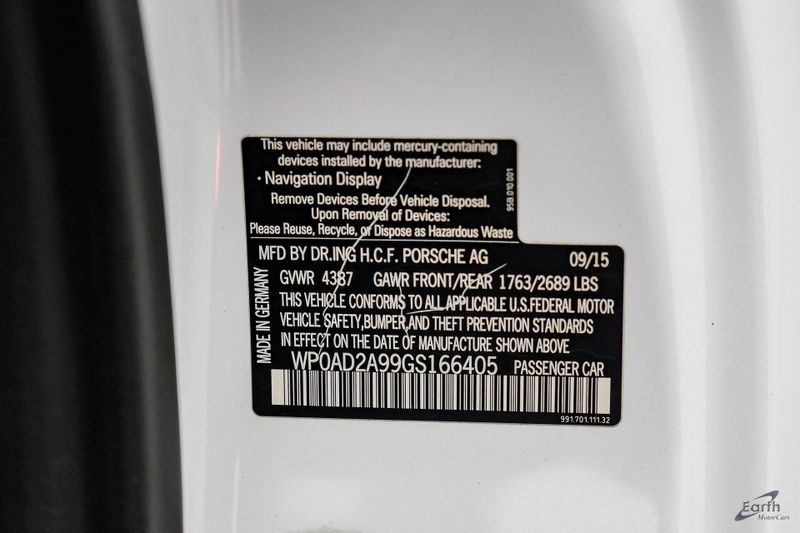 This vehicle may include mercury-containing
devices installed by the manufacturer:
· Navigation Display
Remove Devices Before Vehicle Disposal.
Upon Removal of Devices:
Please Reuse, Recycle, or Dispose as Hazardous Waste
95B 010 001
MFD BY DR.ING H.C.F. PORSCHE AG 09/15
GVWR 4387 GAWR FRONT/REAR 1763/2689 LBS
THIS VEHICLE CONFORMS TO ALL APPLICABLE U.S.FEDERAL MOTOR
VEHICLE SAFETY,BUMPER,AND THEFT PREVENTION STANDARDS
IN EFFECT ON THE DATE OF MANUFACTURE SHOWN ABOVE
WP0AD2A99GS166405 PASSENGER CAR
MADE IN GERMANY
991.701.111.32
Earth
MotorCars